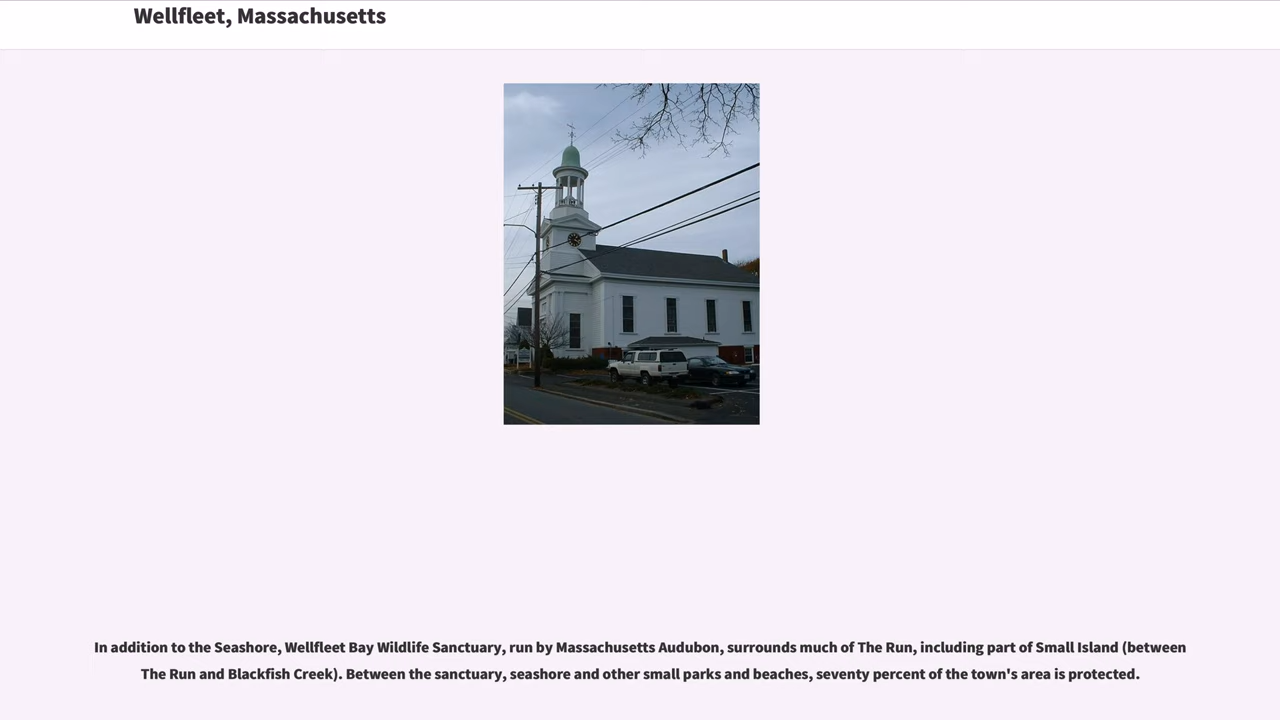 Wellfleet, Massachusetts
In addition to the Seashore, Wellfleet Bay Wildlife Sanctuary, run by Massachusetts Audubon, surrounds much of The Run, including part of Small Island (between
The Run and Blackfish Creek). Between the sanctuary, seashore and other small parks and beaches, seventy percent of the town's area is protected.